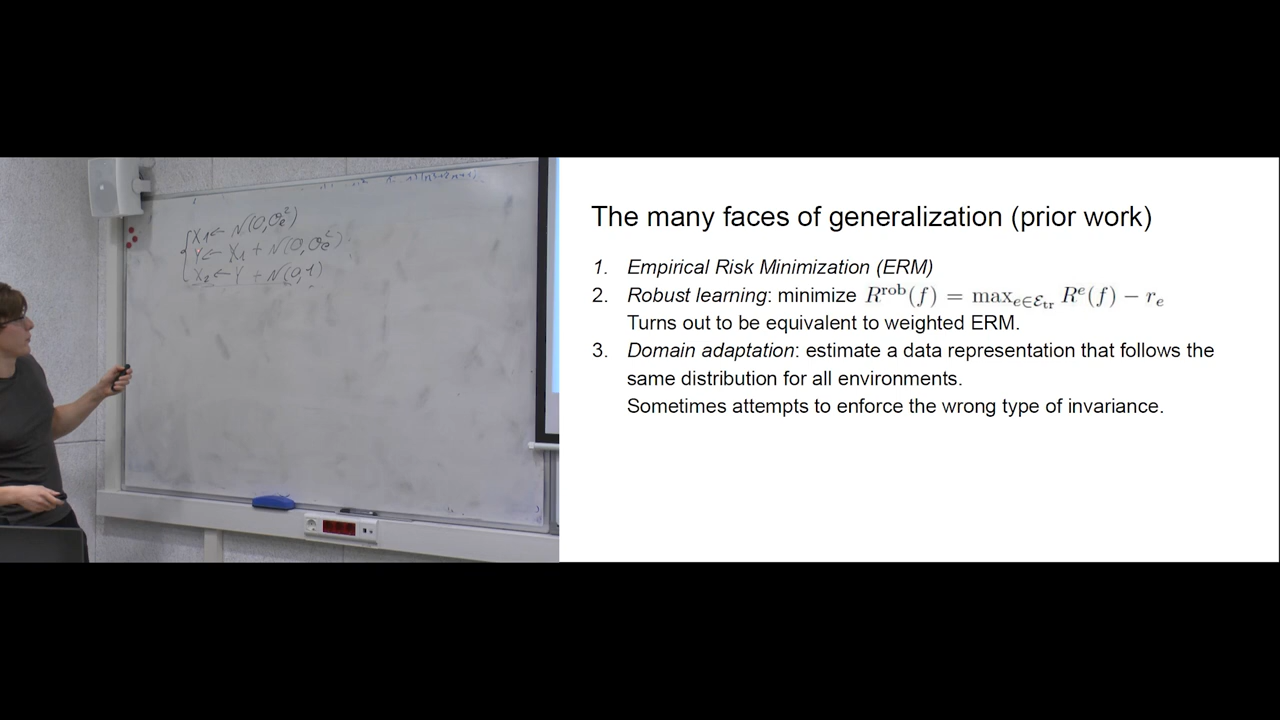 X1 ← N(0, σe²)
Y ← X1 + N(0, σe²)
X2 ← Y + N(0,1)
The many faces of generalization (prior work)
1. Empirical Risk Minimization (ERM)
2. Robust learning: minimize R^rob(f) = max_{e∈ℰ_tr} R^e(f) − r_e
Turns out to be equivalent to weighted ERM.
3. Domain adaptation: estimate a data representation that follows the
same distribution for all environments.
Sometimes attempts to enforce the wrong type of invariance.